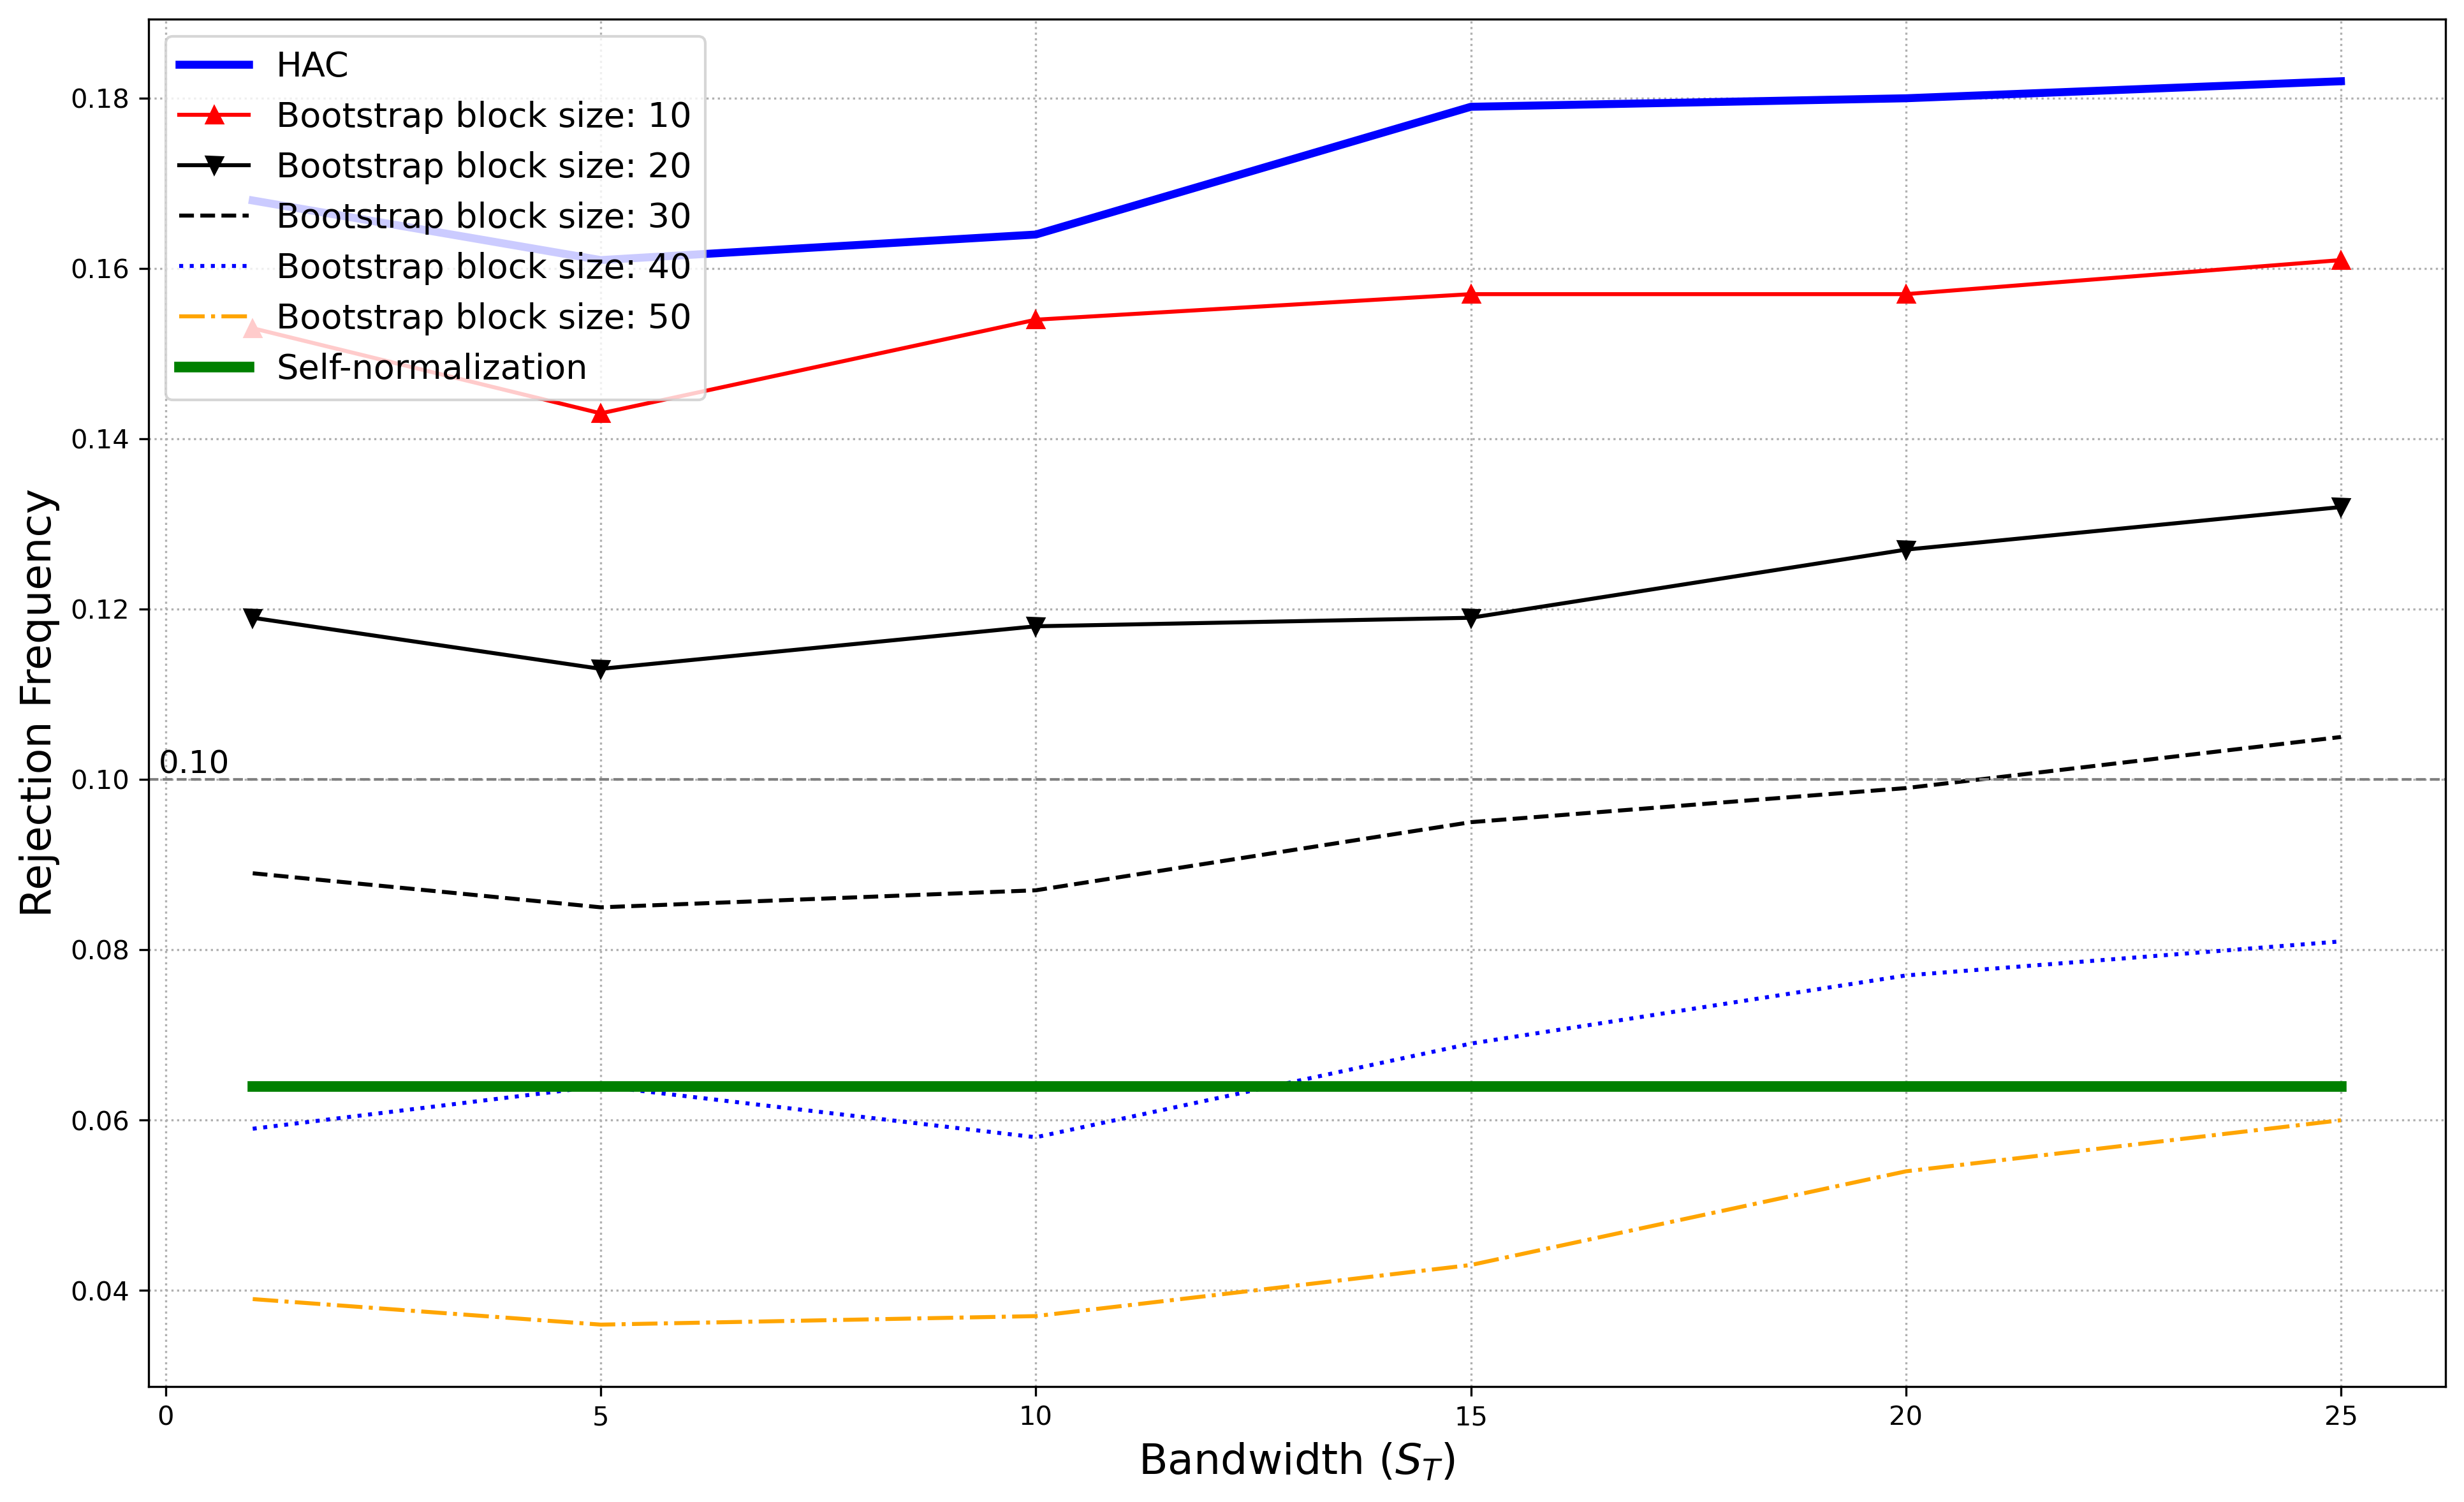 HAC
Bootstrap block size: 10
Bootstrap block size: 20
Bootstrap block size: 30
Bootstrap block size: 40
Bootstrap block size: 50
Self-normalization
0.18
0.16
0.14
0.12
0.10
0.10
0.08
0.06
0.04
Rejection Frequency
0 5 10 15 20 25
Bandwidth ($S_T$)